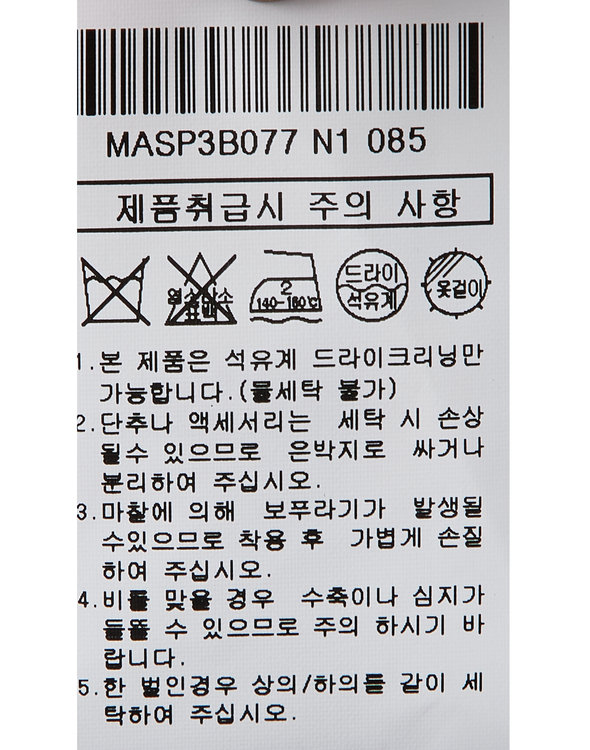 MASP3B077 N1 085
제품취급시 주의 사항
염소산소
표백
2
140-160℃
드라이
석유계
옷걸이
1.본 제품은 석유계 드라이크리닝만
가능합니다.(물세탁 불가)
2.단추나 액세서리는 세탁 시 손상
될수 있으므로 은박지로 싸거나
분리하여 주십시오.
3.마찰에 의해 보푸라기가 발생될
수있으므로 착용 후 가볍게 손질
하여 주십시오.
4.비를 맞을 경우 수축이나 심지가
들뜰 수 있으므로 주의 하시기 바
랍니다.
5.한 벌인경우 상의/하의를 같이 세
탁하여 주십시오.